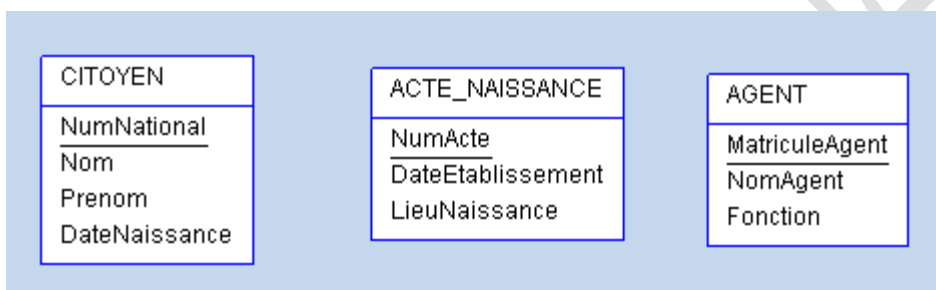 CITOYEN
NumNational
Nom
Prenom
DateNaissance
ACTE_NAISSANCE
NumActe
DateEtablissement
LieuNaissance
AGENT
MatriculeAgent
NomAgent
Fonction